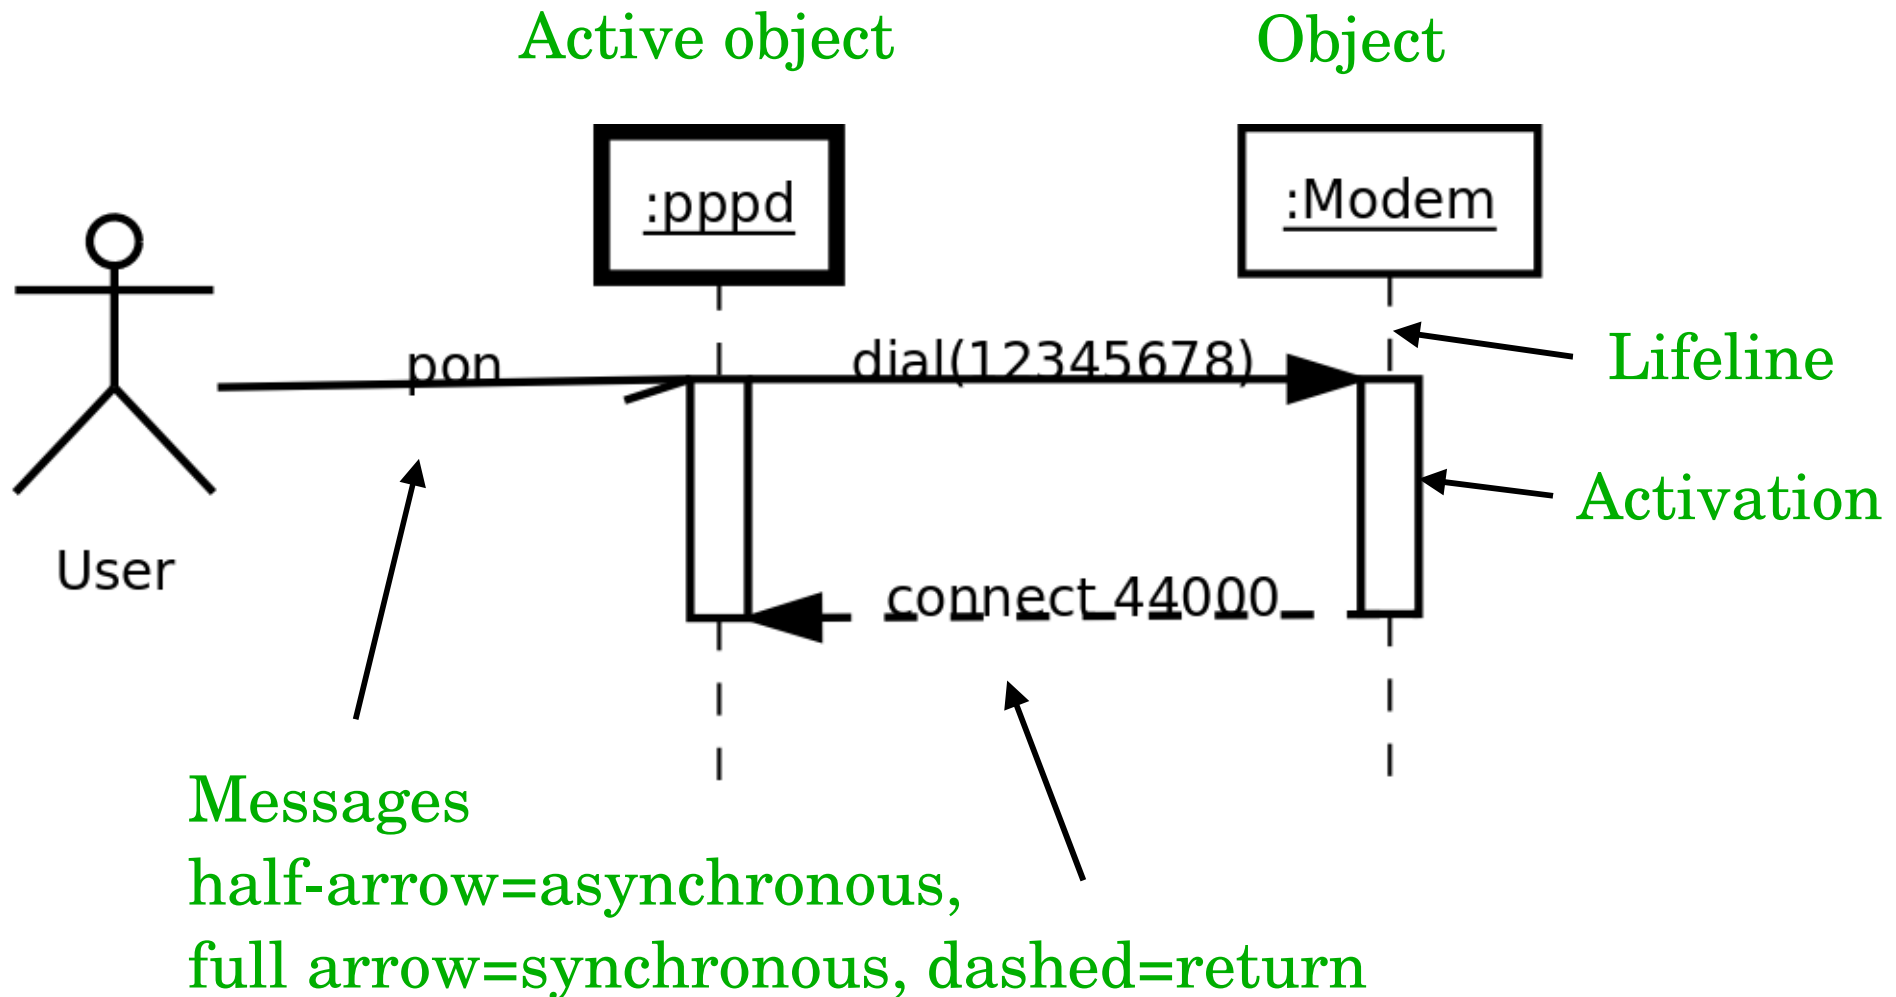 Active object
Object
:pppd
:Modem
pon
dial(12345678)
Lifeline
Activation
User
connect 44000
Messages
half-arrow=asynchronous,
full arrow=synchronous, dashed=return